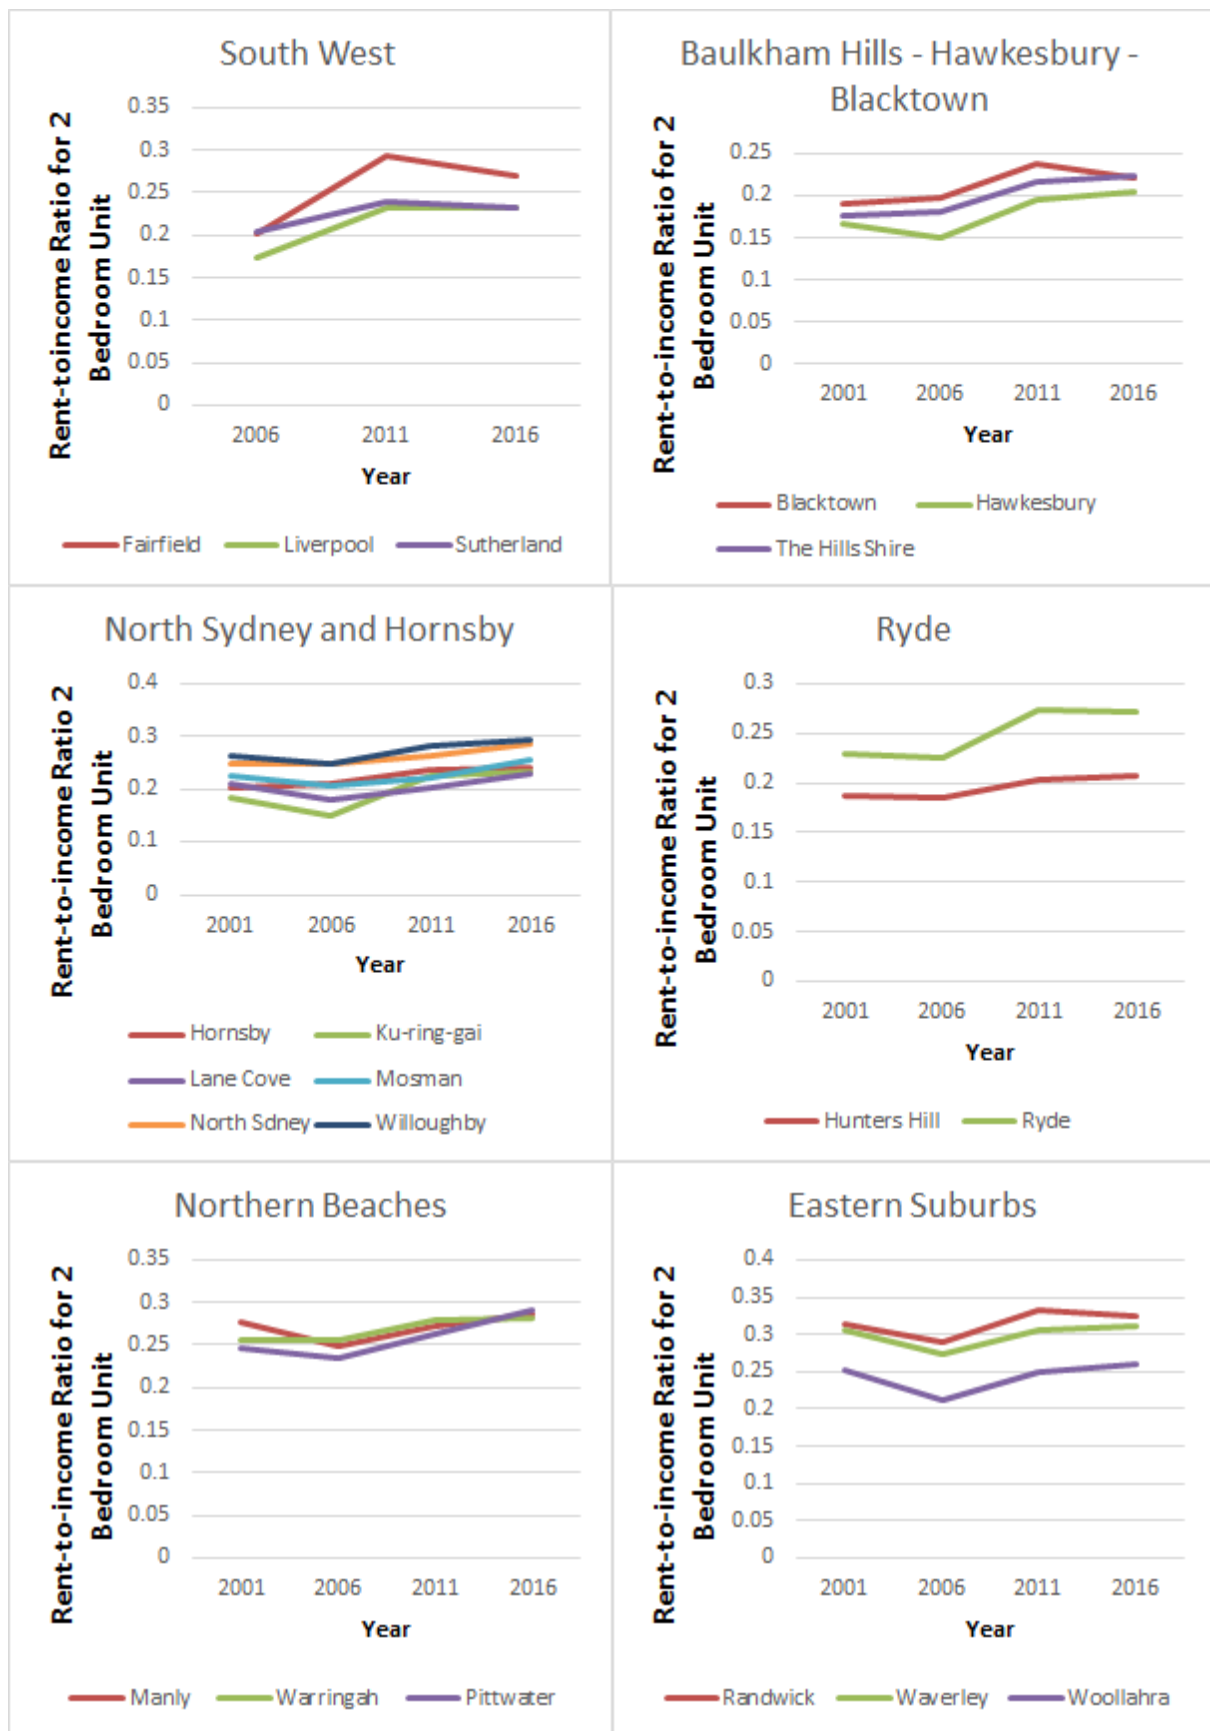 South West
Rent-toincome Ratio for 2
Bedroom Unit
0.35
0.3
0.25
0.2
0.15
0.1
0.05
0
2006 2011 2016
Year
Fairfield Liverpool Sutherland
Baulkham Hills - Hawkesbury -
Blacktown
Rent-to-income Ratio for 2
Bedroom Unit
0.25
0.2
0.15
0.1
0.05
0
2001 2006 2011 2016
Year
Blacktown Hawkesbury
The Hills Shire
North Sydney and Hornsby
Rent-to-income Ratio 2
Bedroom Unit
0.4
0.3
0.2
0.1
0
2001 2006 2011 2016
Year
Hornsby Ku-ring-gai
Lane Cove Mosman
North Sdney Willoughby
Ryde
Rent-to-income Ratio for 2
Bedroom Unit
0.3
0.25
0.2
0.15
0.1
0.05
0
2001 2006 2011 2016
Year
Hunters Hill Ryde
Northern Beaches
Rent-to-income Ratio for 2
Bedroom Unit
0.35
0.3
0.25
0.2
0.15
0.1
0.05
0
2001 2006 2011 2016
Year
Manly Warringah Pittwater
Eastern Suburbs
Rent-to-income Ratio for 2
Bedroom Unit
0.4
0.35
0.3
0.25
0.2
0.15
0.1
0.05
0
2001 2006 2011 2016
Year
Randwick Waverley Woollahra